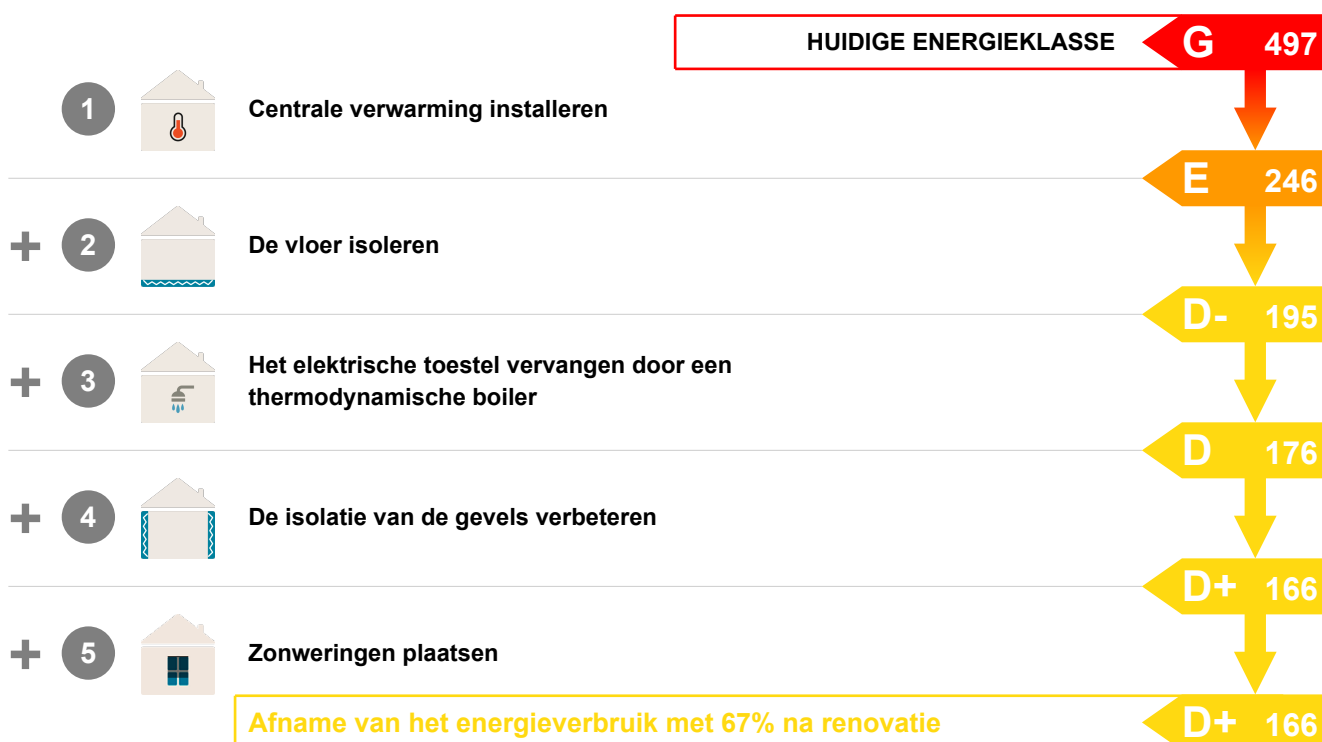 HUIDIGE ENERGIEKLASSE G 497
1 Centrale verwarming installeren
E 246
+ 2 De vloer isoleren
D- 195
+ 3 Het elektrische toestel vervangen door een
thermodynamische boiler
D 176
+ 4 De isolatie van de gevels verbeteren
D+ 166
+ 5 Zonweringen plaatsen
Afname van het energieverbruik met 67% na renovatie D+ 166